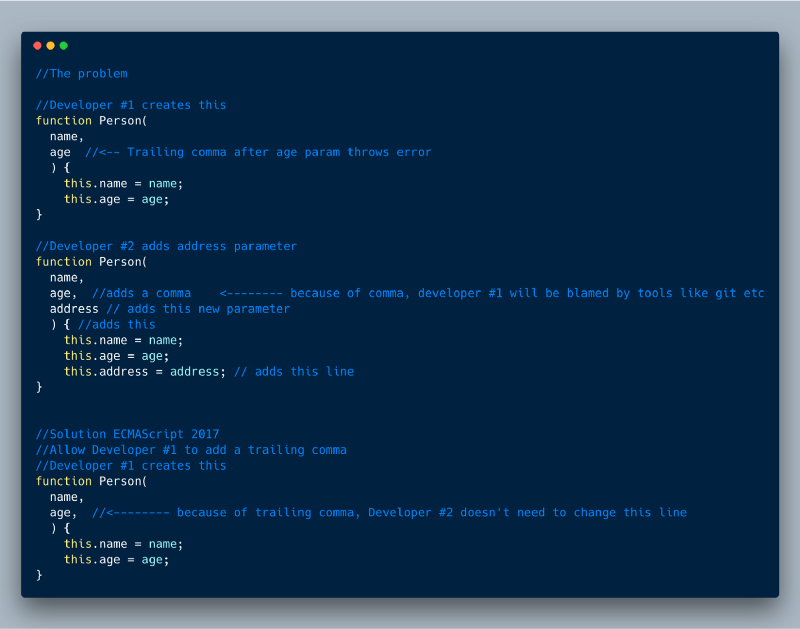 //The problem

//Developer #1 creates this
function Person(
  name,
  age  //<-- Trailing comma after age param throws error
  ) {
    this.name = name;
    this.age = age;
}

//Developer #2 adds address parameter
function Person(
  name,
  age,  //adds a comma    <-------- because of comma, developer #1 will be blamed by tools like git etc
  address // adds this new parameter
  ) { //adds this
    this.name = name;
    this.age = age;
    this.address = address; // adds this line
}

//Solution ECMAScript 2017
//Allow Developer #1 to add a trailing comma
//Developer #1 creates this
function Person(
  name,
  age,  //<-------- because of trailing comma, Developer #2 doesn't need to change this line
  ) {
    this.name = name;
    this.age = age;
}